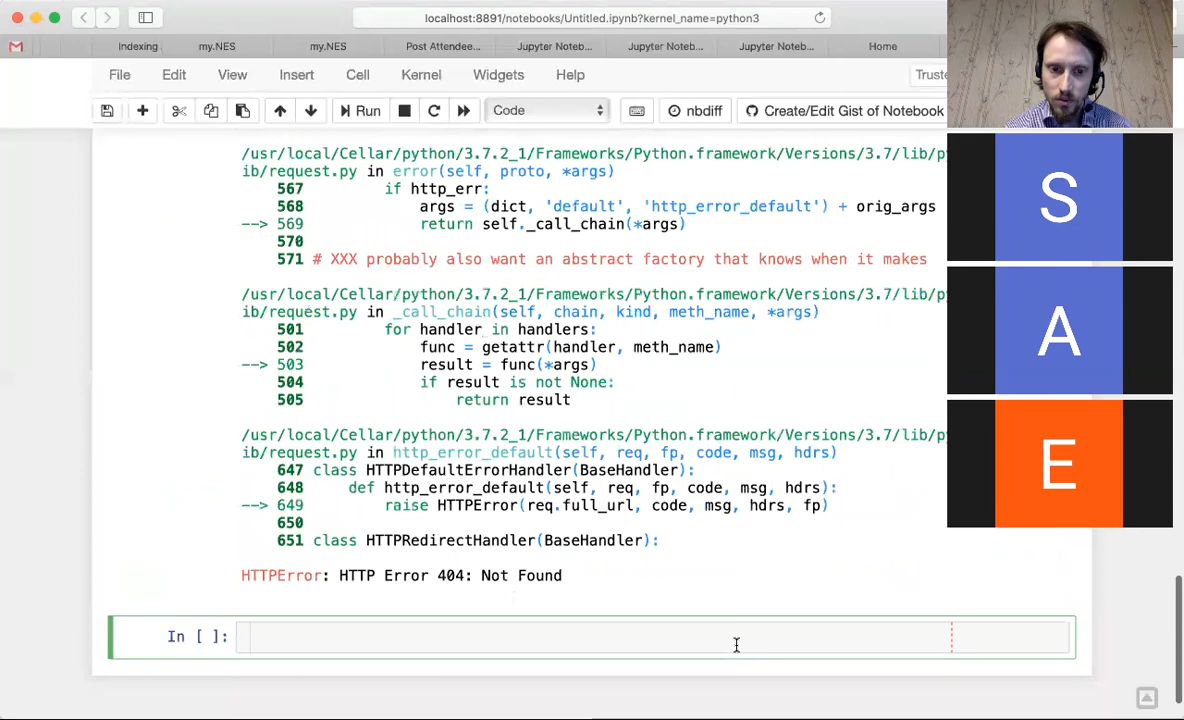 localhost:8891/notebooks/Untitled.ipynb?kernel_name=python3
Indexing my.NES my.NES Post Attendee... Jupyter Noteb... Jupyter Noteb... Jupyter Noteb... Home
File Edit View Insert Cell Kernel Widgets Help Truste
Run Code nbdiff Create/Edit Gist of Notebook
/usr/local/Cellar/python/3.7.2_1/Frameworks/Python.framework/Versions/3.7/lib/py
ib/request.py in error(self, proto, *args)
567 if http_err:
568 args = (dict, 'default', 'http_error_default') + orig_args
--> 569 return self._call_chain(*args)
570
571 # XXX probably also want an abstract factory that knows when it makes
/usr/local/Cellar/python/3.7.2_1/Frameworks/Python.framework/Versions/3.7/lib/py
ib/request.py in _call_chain(self, chain, kind, meth_name, *args)
501 for handler in handlers:
502 func = getattr(handler, meth_name)
--> 503 result = func(*args)
504 if result is not None:
505 return result
/usr/local/Cellar/python/3.7.2_1/Frameworks/Python.framework/Versions/3.7/lib/py
ib/request.py in http_error_default(self, req, fp, code, msg, hdrs)
647 class HTTPDefaultErrorHandler(BaseHandler):
648 def http_error_default(self, req, fp, code, msg, hdrs):
--> 649 raise HTTPError(req.full_url, code, msg, hdrs, fp)
650
651 class HTTPRedirectHandler(BaseHandler):
HTTPError: HTTP Error 404: Not Found
In [ ]:
S
A
E